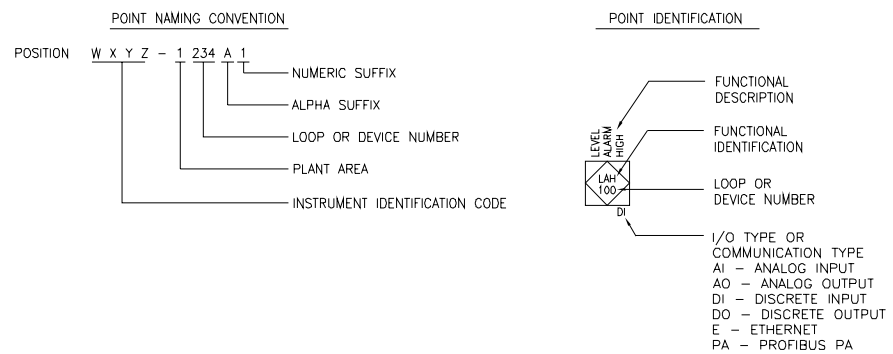 POINT NAMING CONVENTION
POSITION W X Y Z - 1 234 A 1
NUMERIC SUFFIX
ALPHA SUFFIX
LOOP OR DEVICE NUMBER
PLANT AREA
INSTRUMENT IDENTIFICATION CODE
POINT IDENTIFICATION
FUNCTIONAL
DESCRIPTION
LEVEL
ALARM
HIGH
FUNCTIONAL
IDENTIFICATION
LAH
100
LOOP OR
DEVICE NUMBER
DI
I/O TYPE OR
COMMUNICATION TYPE
AI - ANALOG INPUT
AO - ANALOG OUTPUT
DI - DISCRETE INPUT
DO - DISCRETE OUTPUT
E - ETHERNET
PA - PROFIBUS PA